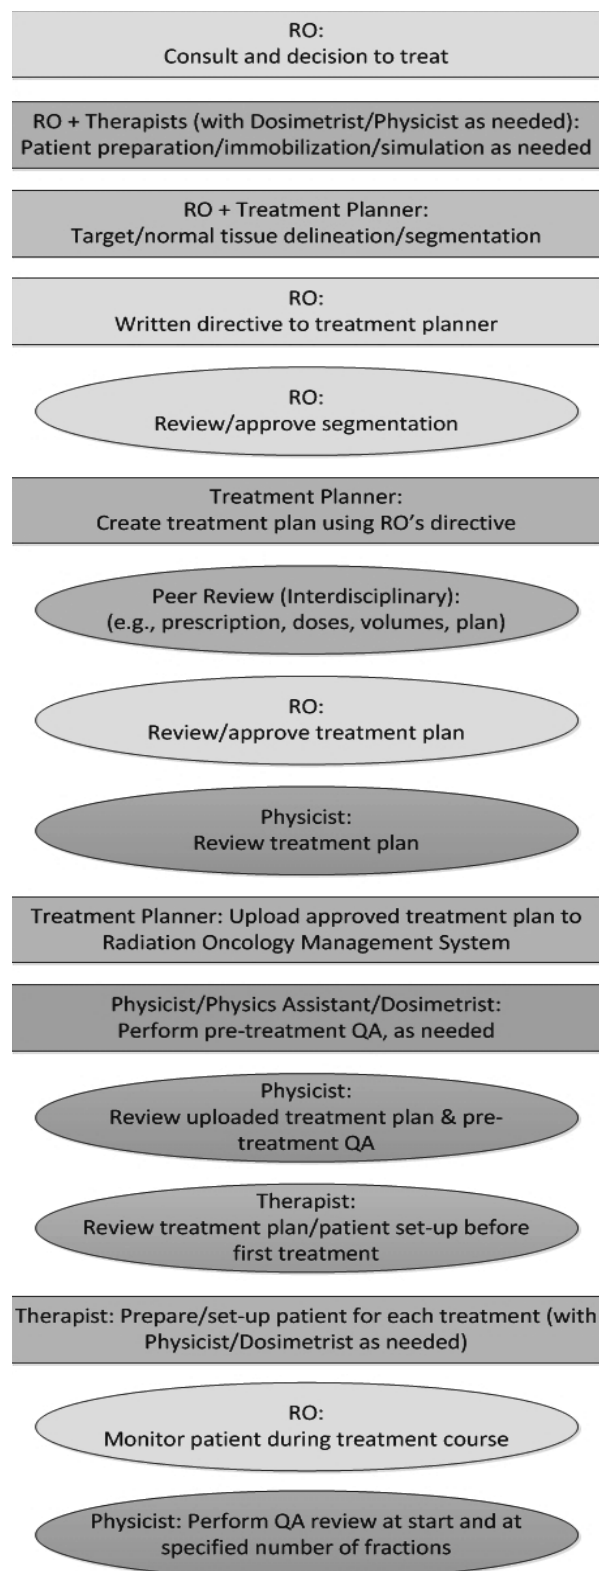 RO:
Consult and decision to treat
RO + Therapists (with Dosimetrist/Physicist as needed):
Patient preparation/immobilization/simulation as needed
RO + Treatment Planner:
Target/normal tissue delineation/segmentation
RO:
Written directive to treatment planner
RO:
Review/approve segmentation
Treatment Planner:
Create treatment plan using RO’s directive
Peer Review (Interdisciplinary):
(e.g., prescription, doses, volumes, plan)
RO:
Review/approve treatment plan
Physicist:
Review treatment plan
Treatment Planner: Upload approved treatment plan to
Radiation Oncology Management System
Physicist/Physics Assistant/Dosimetrist:
Perform pre-treatment QA, as needed
Physicist:
Review uploaded treatment plan & pre-
treatment QA
Therapist:
Review treatment plan/patient set-up before
first treatment
Therapist: Prepare/set-up patient for each treatment (with
Physicist/Dosimetrist as needed)
RO:
Monitor patient during treatment course
Physicist: Perform QA review at start and at
specified number of fractions